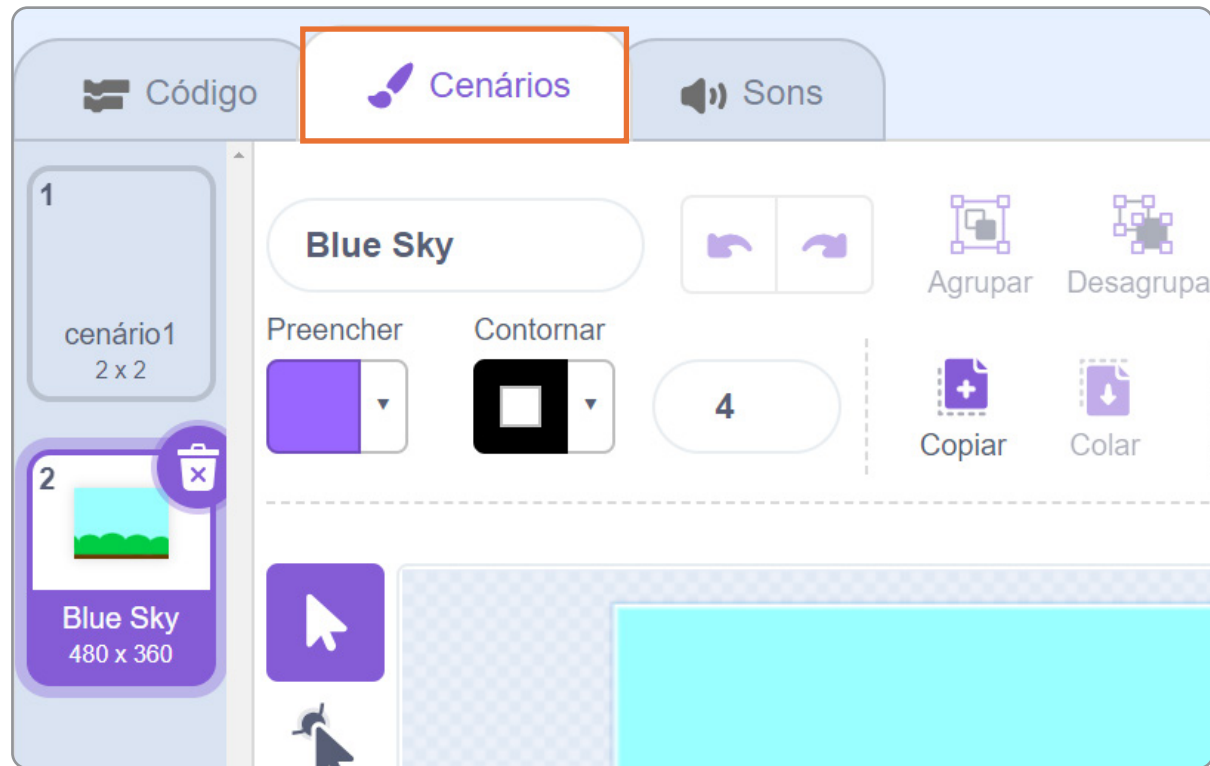 Código
Cenários
Sons
1
cenário1
2 x 2
2
Blue Sky
480 x 360
Blue Sky
Agrupar
Desagrupa
Preencher
Contornar
4
Copiar
Colar